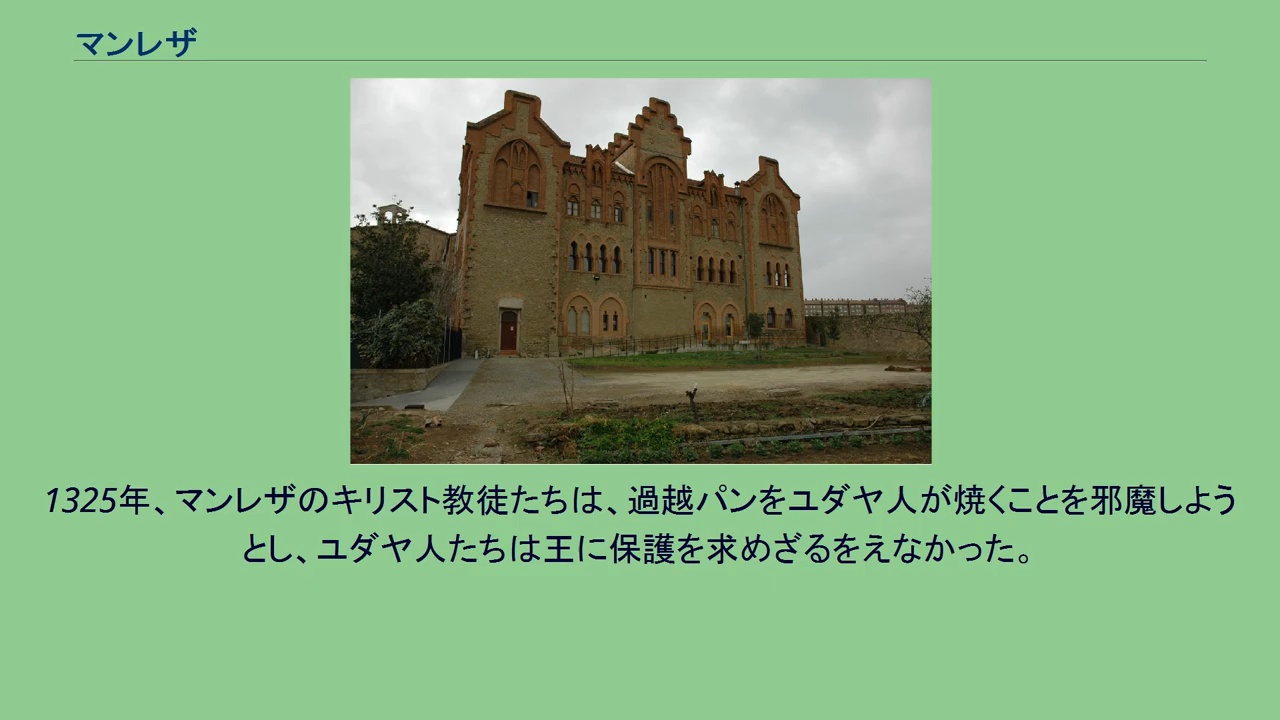 マンレザ
1325年、マンレザのキリスト教徒たちは、過越パンをユダヤ人が焼くことを邪魔しよう
とし、ユダヤ人たちは王に保護を求めざるをえなかった。